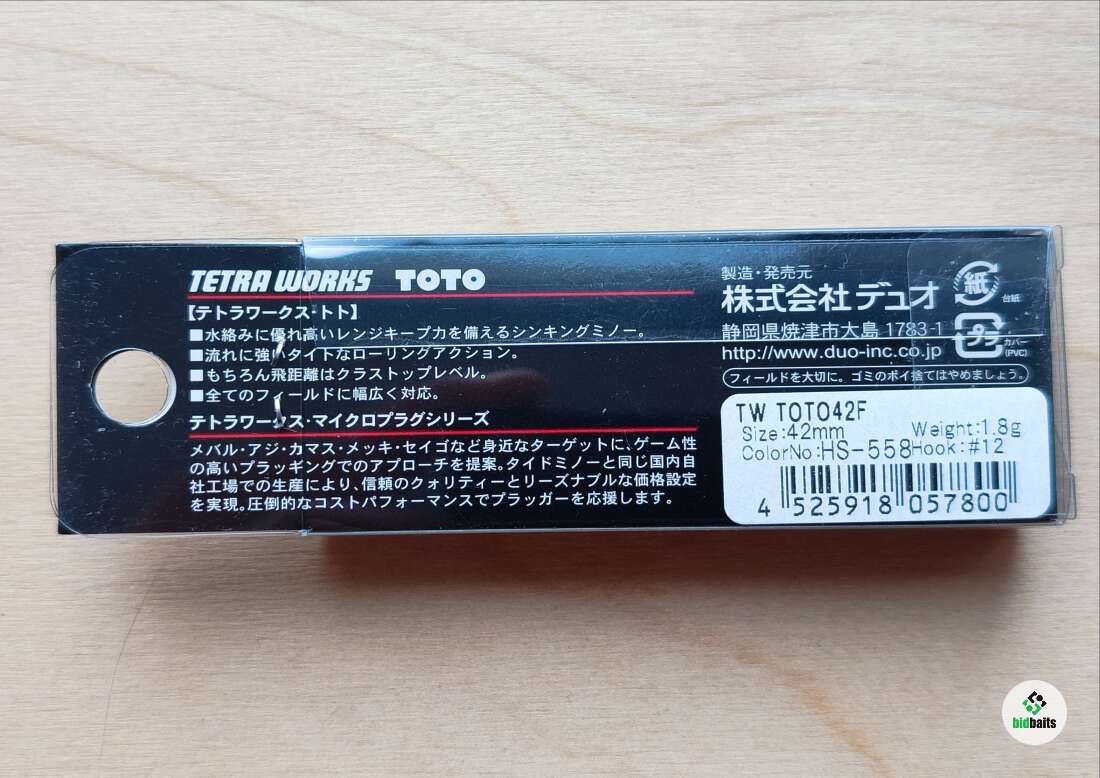 TETRA WORKS TOTO
【テトラワークス・トト】
■水絡みに優れ高いレンジキープ力を備えるシンキングミノー。
■流れに強いタイトなローリングアクション。
■もちろん飛距離はクラストップレベル。
■全てのフィールドに幅広く対応。
テトラワークス・マイクロプラグシリーズ
メバル・アジ・カマス・メッキ・セイゴなど身近なターゲットに、ゲーム性
の高いプラッギングでのアプローチを提案。タイドミノーと同じ国内自
社工場での生産により、信頼のクォリティーとリーズナブルな価格設定
を実現。圧倒的なコストパフォーマンスでプラッガーを応援します。
製造・発売元
株式会社デュオ
静岡県焼津市大島1783-1
http://www.duo-inc.co.jp
紙
台紙
プラ
カバー
(PVC)
フィールドを大切に。ゴミのポイ捨てはやめましょう。
TW TOTO42F
Size:42mm Weight:1.8g
ColorNo:HS-558 Hook:#12
4 525918 057800
bidbaits